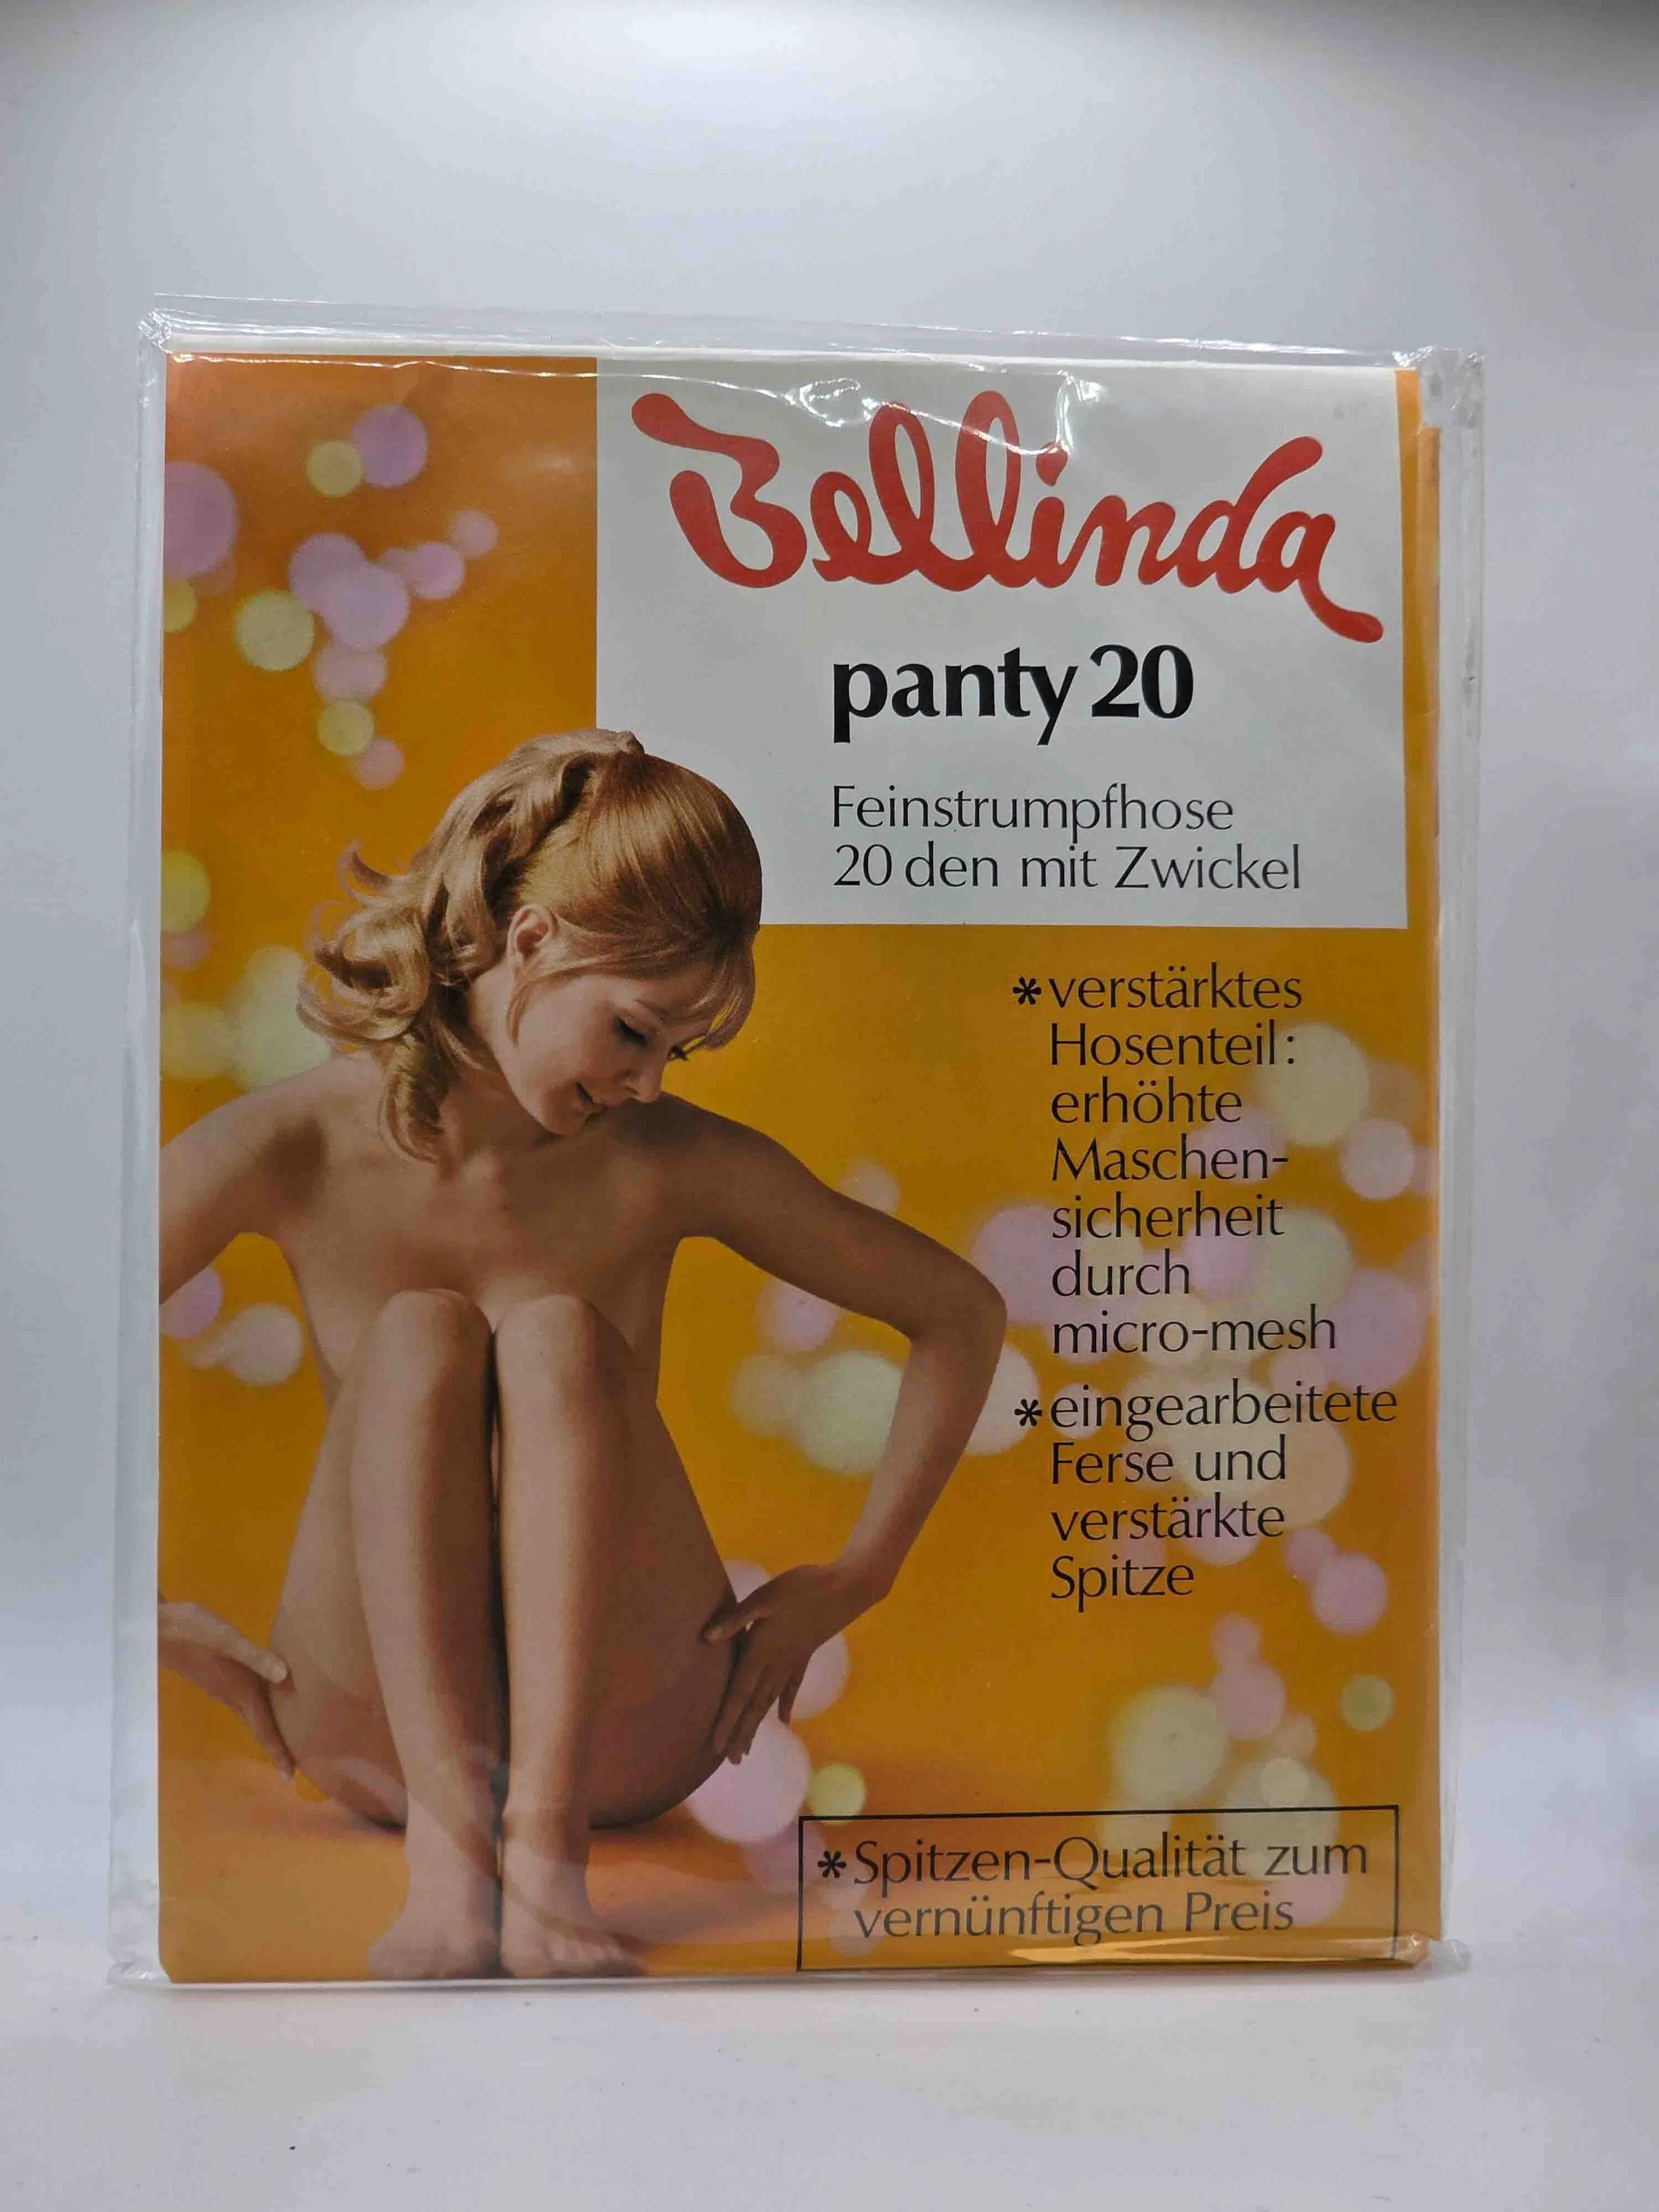 Bellinda
panty 20
Feinstrumpfhose
20 den mit Zwickel
*verstärktes
Hosenteil:
erhöhte
Maschen-
sicherheit
durch
micro-mesh
*eingearbeitete
Ferse und
verstärkte
Spitze
*Spitzen-Qualität zum
vernünftigen Preis